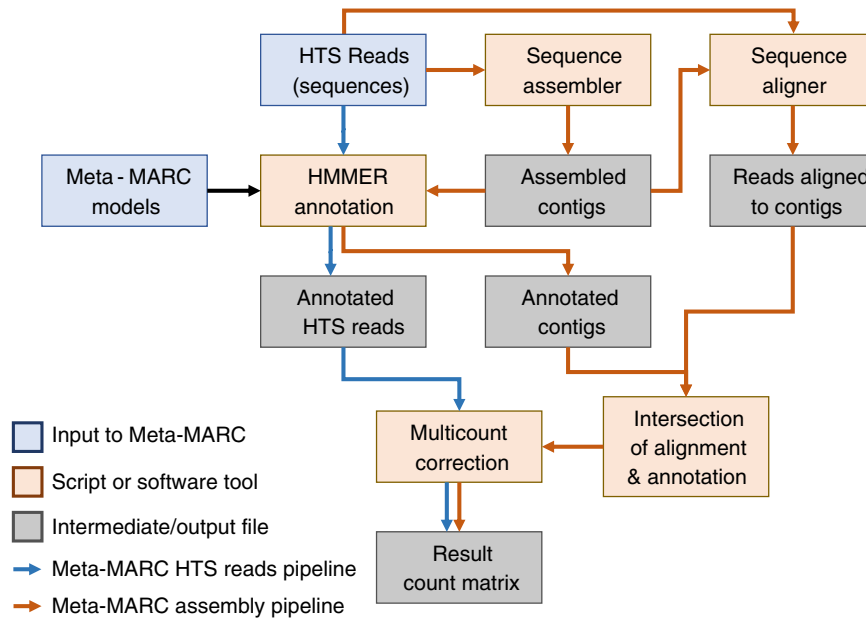 HTS Reads
(sequences)
Sequence
assembler
Sequence
aligner
Meta - MARC
models
HMMER
annotation
Assembled
contigs
Reads aligned
to contigs
Annotated
HTS reads
Annotated
contigs
Multicount
correction
Intersection
of alignment
& annotation
Result
count matrix
Input to Meta-MARC
Script or software tool
Intermediate/output file
Meta-MARC HTS reads pipeline
Meta-MARC assembly pipeline